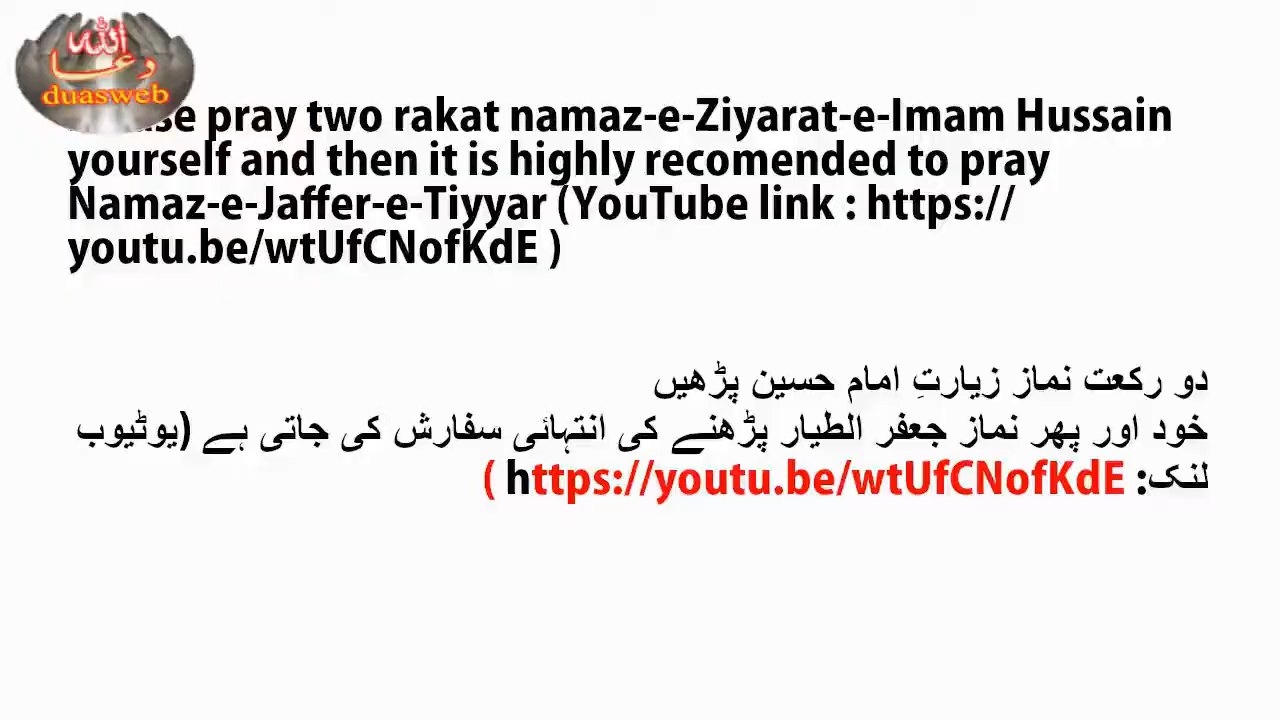 الله
دعا
duasweb
pray two rakat namaz-e-Ziyarat-e-Imam Hussain
yourself and then it is highly recomended to pray
Namaz-e-Jaffer-e-Tiyyar (YouTube link : https://
youtu.be/wtUfCNofKdE )
دو رکعت نماز زیارتِ امام حسین پڑھیں
خود اور پھر نماز جعفر الطیار پڑھنے کی انتہائی سفارش کی جاتی ہے (یوٹیوب
لنک: https://youtu.be/wtUfCNofKdE )